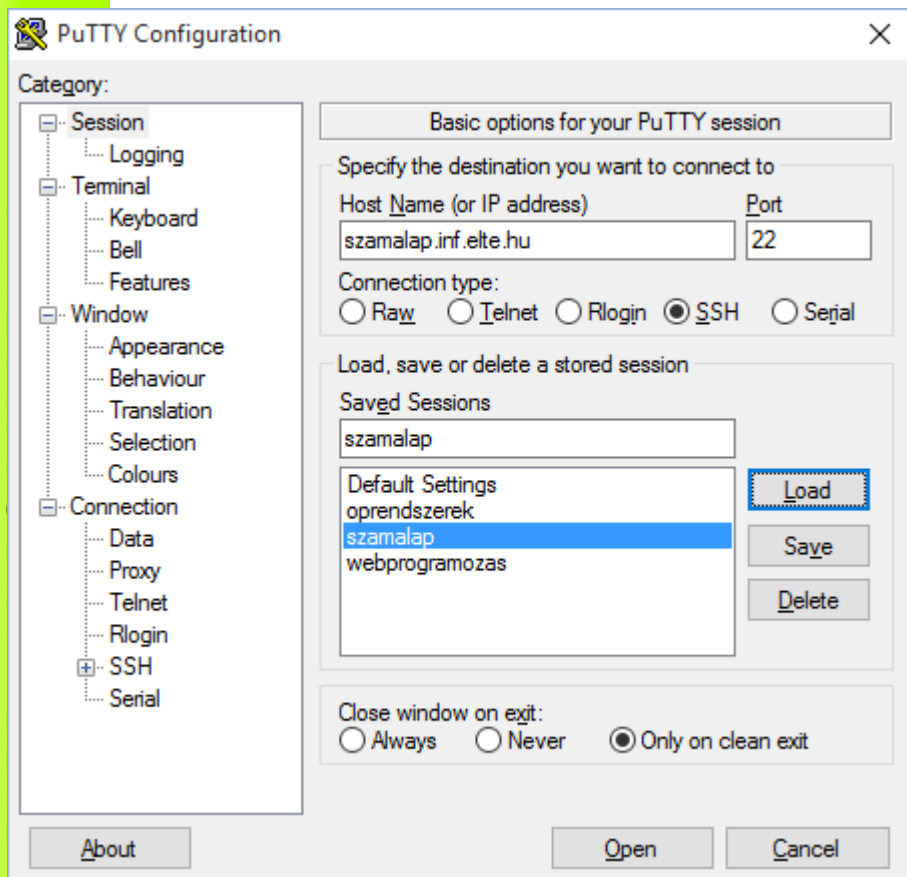 PuTTY Configuration
Category:
Session
Logging
Terminal
Keyboard
Bell
Features
Window
Appearance
Behaviour
Translation
Selection
Colours
Connection
Data
Proxy
Telnet
Rlogin
SSH
Serial
Basic options for your PuTTY session
Specify the destination you want to connect to
Host Name (or IP address) Port
szamalap.inf.elte.hu 22
Connection type:
Raw Telnet Rlogin SSH Serial
Load, save or delete a stored session
Saved Sessions
szamalap
Default Settings
oprendszerek
szamalap
webprogramozas
Load
Save
Delete
Close window on exit:
Always Never Only on clean exit
About Open Cancel